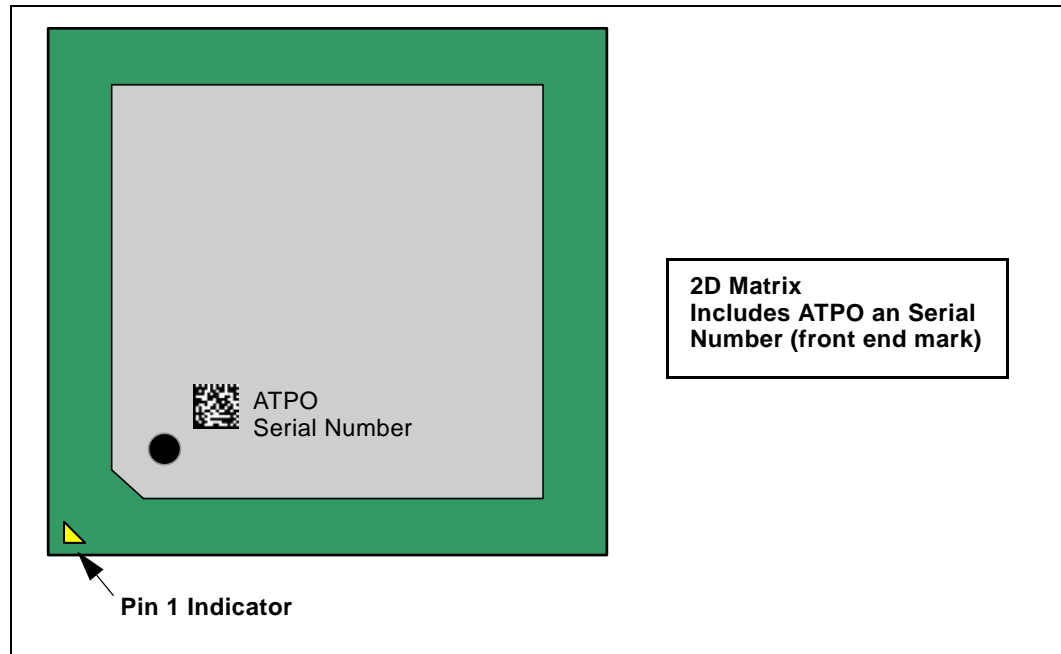 ATPO
Serial Number
2D Matrix
Includes ATPO an Serial
Number (front end mark)
Pin 1 Indicator